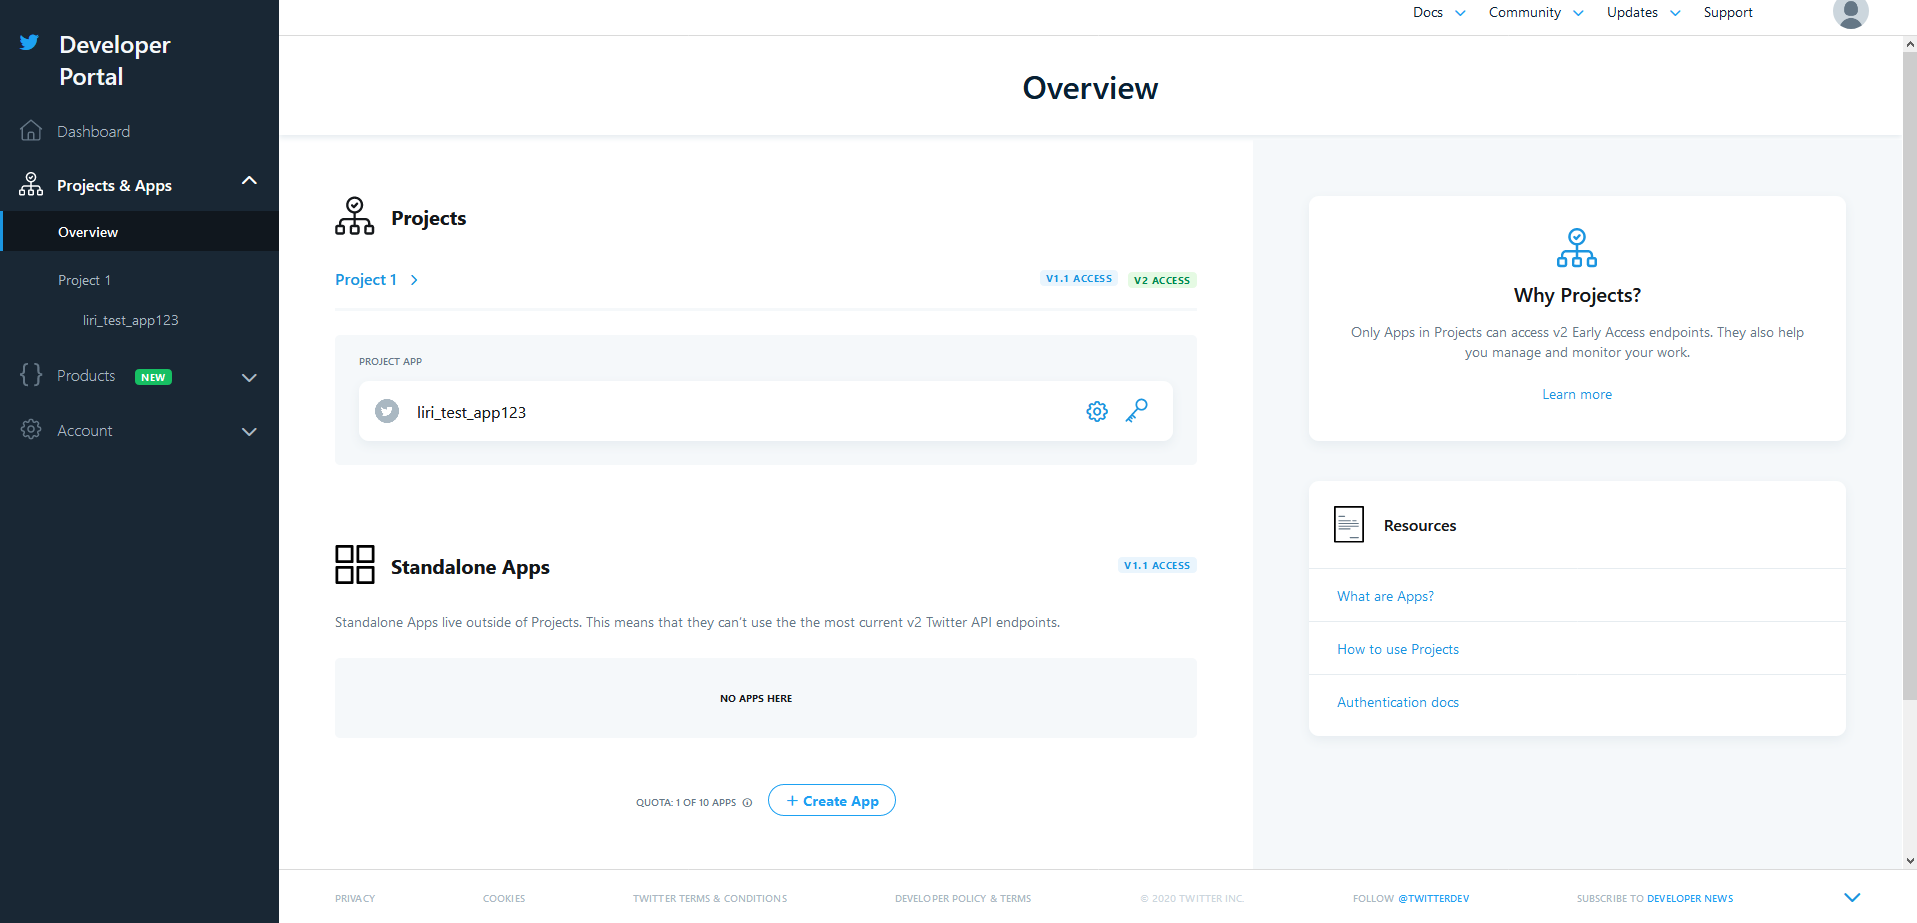 Developer
Portal
Dashboard
Projects & Apps
Overview
Project 1
liri_test_app123
Products NEW
Account
Docs Community Updates Support
Overview
Projects
Project 1 V1.1 ACCESS V2 ACCESS
PROJECT APP
liri_test_app123
Standalone Apps V1.1 ACCESS
Standalone Apps live outside of Projects. This means that they can't use the the most current v2 Twitter API endpoints.
NO APPS HERE
QUOTA: 1 OF 10 APPS + Create App
Why Projects?
Only Apps in Projects can access v2 Early Access endpoints. They also help
you manage and monitor your work.
Learn more
Resources
What are Apps?
How to use Projects
Authentication docs
PRIVACY COOKIES TWITTER TERMS & CONDITIONS DEVELOPER POLICY & TERMS © 2020 TWITTER INC. FOLLOW @TWITTERDEV SUBSCRIBE TO DEVELOPER NEWS